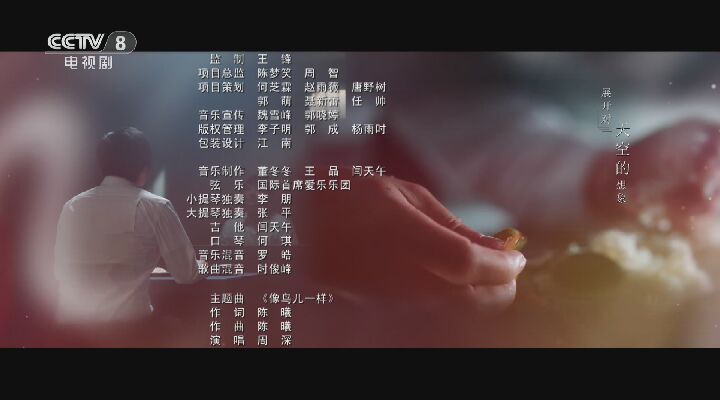 CCTV 8
电视剧
监 制 王 锋
项目总监 陈梦笑 周 智
项目策划 何芝霖 赵雨薇 唐野树
郭 萌 聂新雷 任 帅
音乐宣传 魏雪峰 郭晓婷
版权管理 李子明 郭 成 杨雨时
包装设计 江 南
音乐制作 董冬冬 王 晶 闫天午
弦 乐 国际首席爱乐乐团
小提琴独奏 李 朋
大提琴独奏 张 平
吉 他 闫天午
口 琴 何 琪
音乐混音 罗 皓
歌曲混音 时俊峰
主题曲 《像鸟儿一样》
作 词 陈 曦
作 曲 陈 曦
演 唱 周 深
展开对
天空的
想象